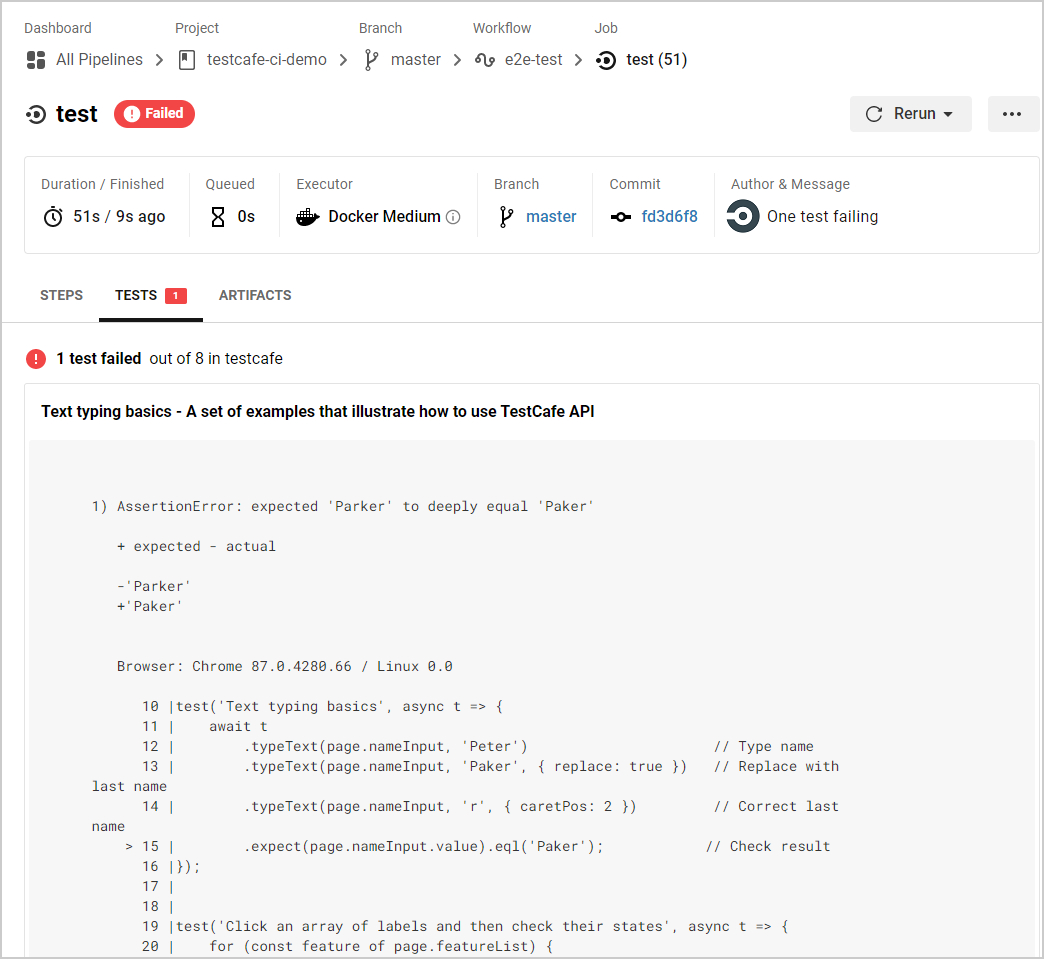 Dashboard Project Branch Workflow Job
All Pipelines > testcafe-ci-demo > master > e2e-test > test (51)
test ! Failed Rerun ...
Duration / Finished Queued Executor Branch Commit Author & Message
51s / 9s ago 0s Docker Medium master fd3d6f8 One test failing
STEPS TESTS 1 ARTIFACTS
! 1 test failed out of 8 in testcafe
Text typing basics - A set of examples that illustrate how to use TestCafe API
1) AssertionError: expected 'Parker' to deeply equal 'Paker'
+ expected - actual
-'Parker'
+'Paker'
Browser: Chrome 87.0.4280.66 / Linux 0.0
10 |test('Text typing basics', async t => {
11 |    await t
12 |        .typeText(page.nameInput, 'Peter')                      // Type name
13 |        .typeText(page.nameInput, 'Paker', { replace: true })   // Replace with
last name
14 |        .typeText(page.nameInput, 'r', { caretPos: 2 })         // Correct last
name
> 15 |        .expect(page.nameInput.value).eql('Paker');            // Check result
16 |});
17 |
18 |
19 |test('Click an array of labels and then check their states', async t => {
20 |    for (const feature of page.featureList) {